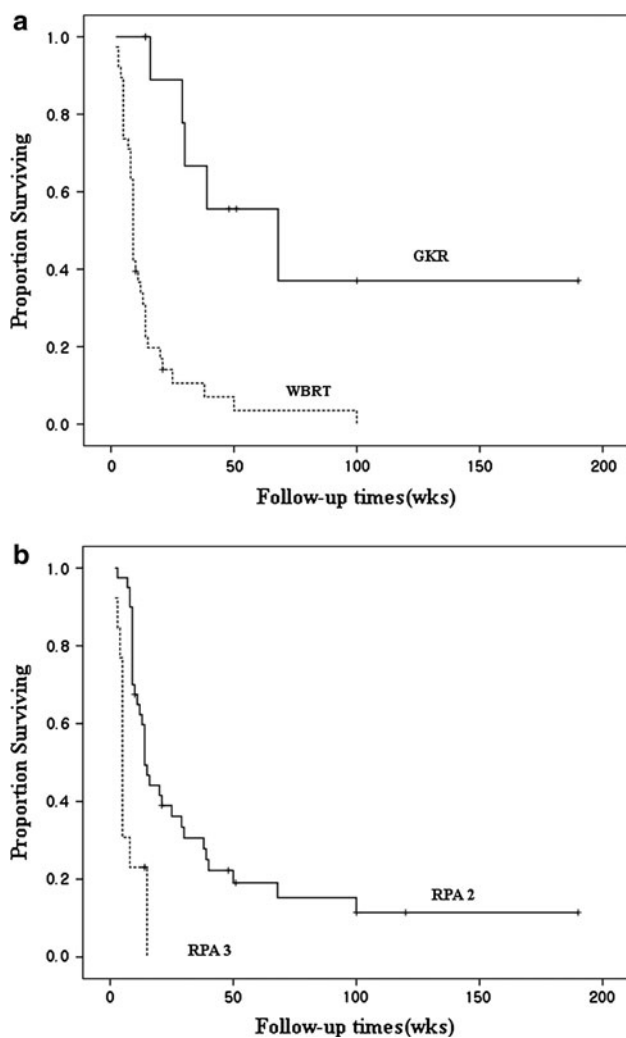 a
1.0
0.8
0.6
0.4
0.2
0.0
Proportion Surviving
GKR
WBRT
0 50 100 150 200
Follow-up times(wks)
b
1.0
0.8
0.6
0.4
0.2
0.0
Proportion Surviving
RPA 2
RPA 3
0 50 100 150 200
Follow-up times(wks)